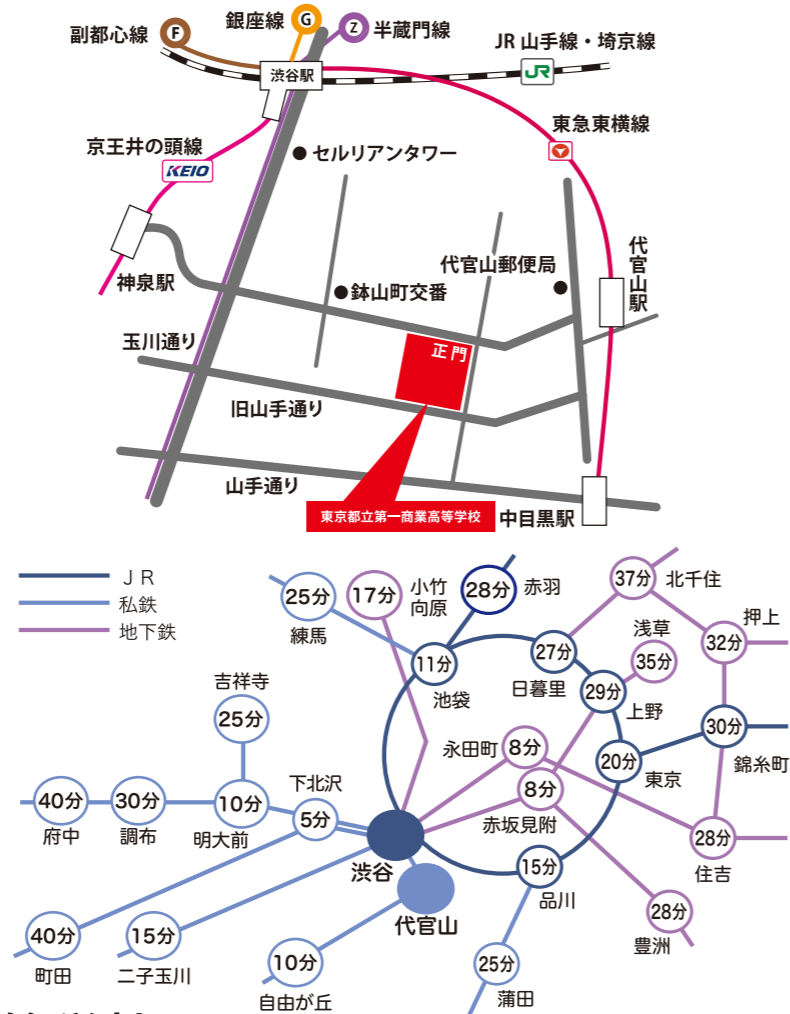 副都心線
F
銀座線
G
Z
半蔵門線
JR 山手線・埼京線
渋谷駅
JR
東急東横線
京王井の頭線
KEIO
セルリアンタワー
神泉駅
鉢山町交番
代官山郵便局
代官山駅
玉川通り
正門
旧山手通り
山手通り
東京都立第一商業高等学校
中目黒駅
JR
私鉄
地下鉄
25分
練馬
17分
小竹
向原
28分
赤羽
37分
北千住
11分
池袋
27分
日暮里
浅草
35分
押上
32分
29分
上野
吉祥寺
25分
永田町
8分
20分
東京
30分
錦糸町
40分
府中
30分
調布
10分
明大前
下北沢
5分
8分
赤坂見附
渋谷
15分
品川
28分
住吉
代官山
40分
町田
15分
二子玉川
10分
自由が丘
25分
蒲田
28分
豊洲